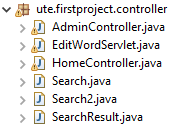 ute.firstproject.controller
AdminController.java
EditWordServlet.java
HomeController.java
Search.java
Search2.java
SearchResult.java